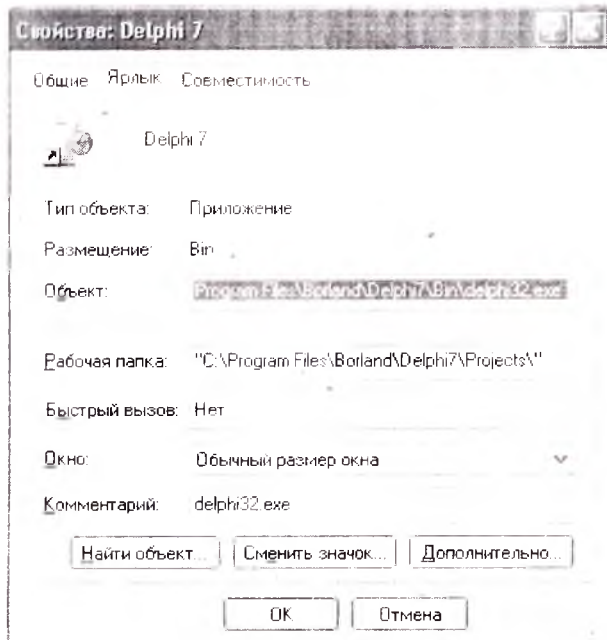 Свойства: Delphi 7
Общие Ярлык Совместимость
Delphi 7
Тип объекта: Приложение
Размещение: Bin
Объект: Program Files\Borland\Delphi7\Bin\delphi32.exe
Рабочая папка: "C:\Program Files\Borland\Delphi7\Projects\"
Быстрый вызов: Нет
Окно: Обычный размер окна
Комментарий: delphi32.exe
Найти объект... Сменить значок... Дополнительно...
OK Отмена